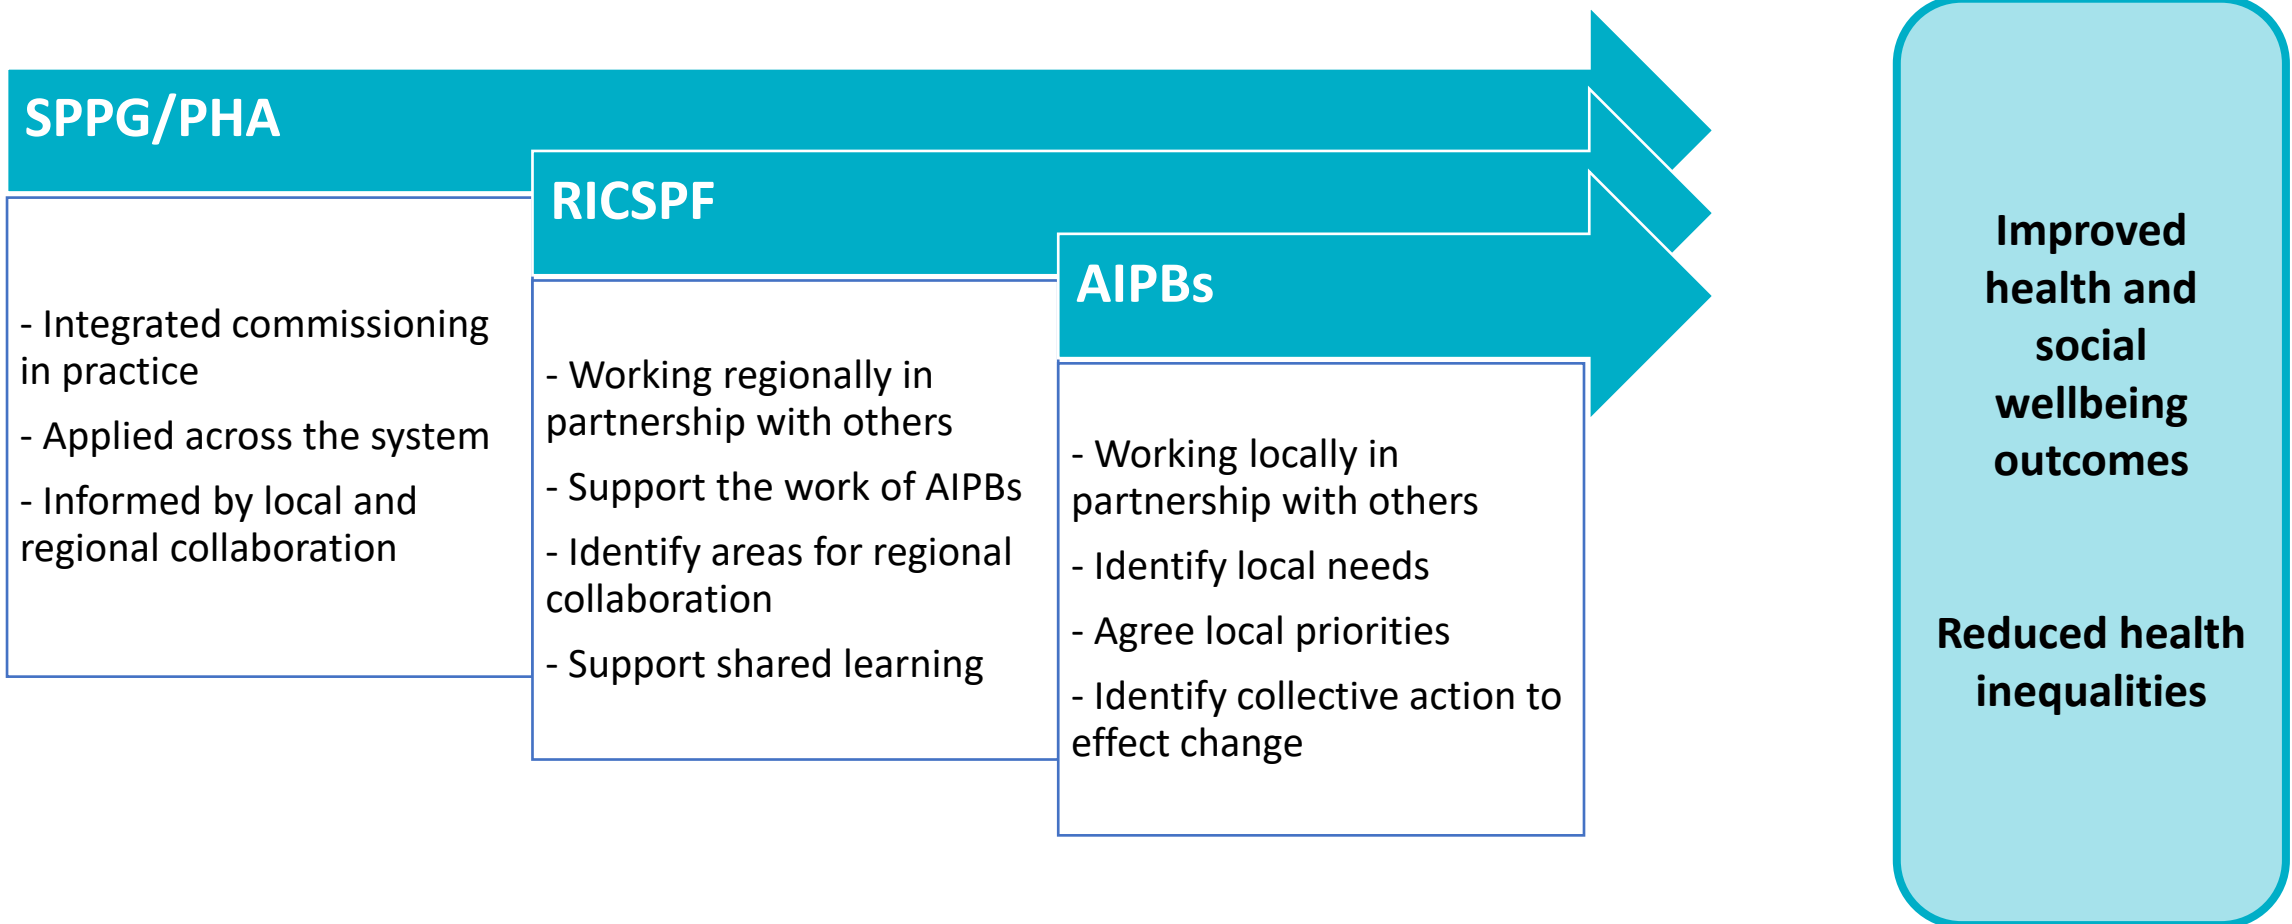 SPPG/PHA
- Integrated commissioning
in practice
- Applied across the system
- Informed by local and
regional collaboration
RICSPF
- Working regionally in
partnership with others
- Support the work of AIPBs
- Identify areas for regional
collaboration
- Support shared learning
AIPBs
- Working locally in
partnership with others
- Identify local needs
- Agree local priorities
- Identify collective action to
effect change
Improved
health and
social
wellbeing
outcomes
Reduced health
inequalities